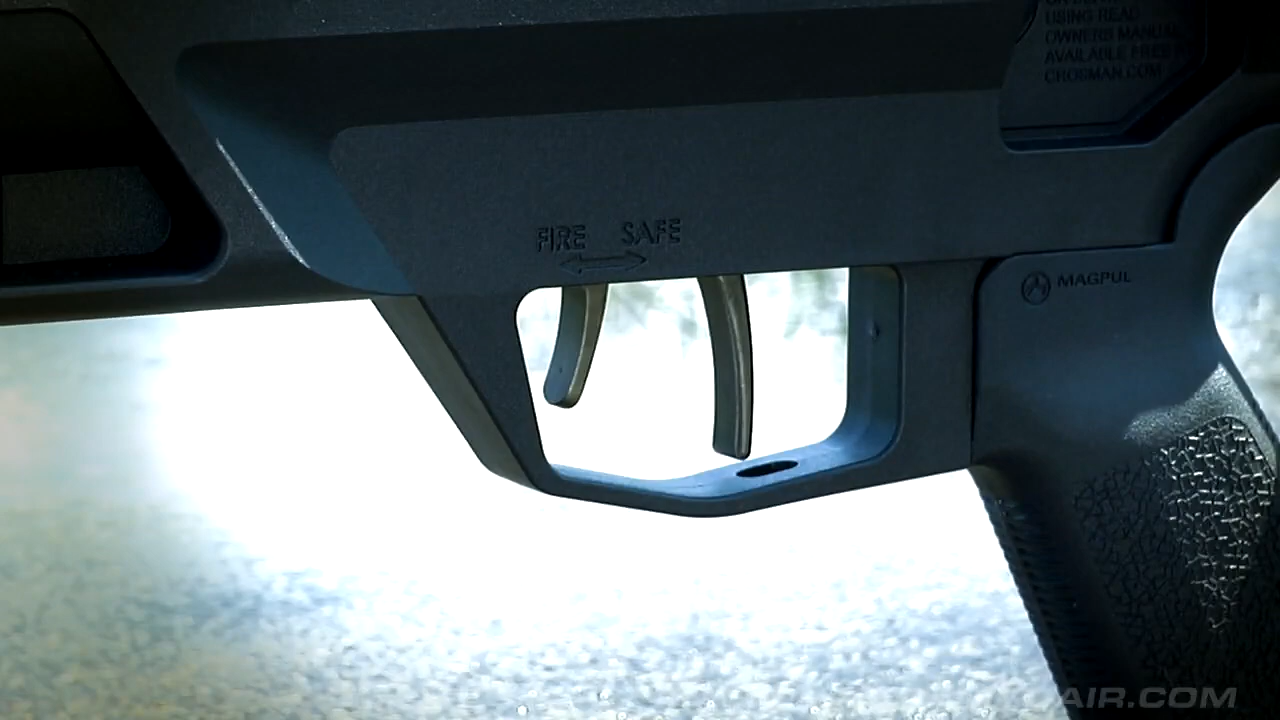 USING READ
OWNERS MANUAL
AVAILABLE FREE
CROSMAN.COM
FIRE SAFE
MAGPUL
AIR.COM